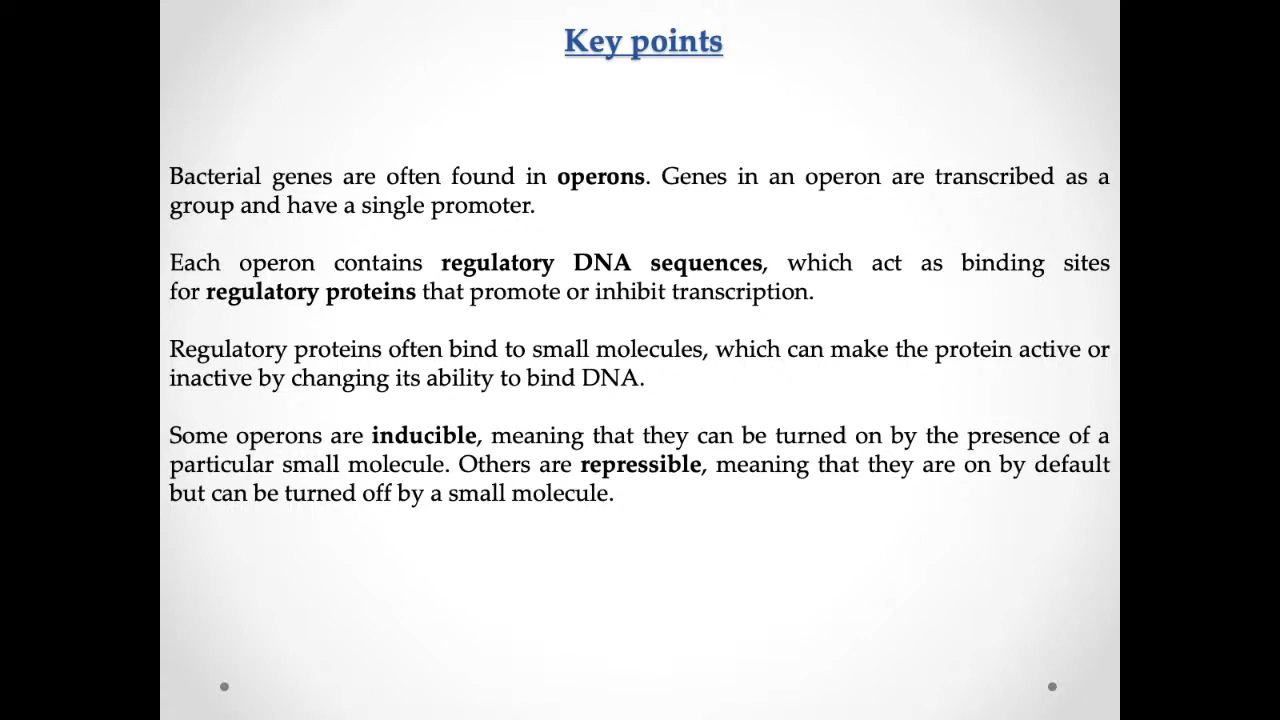 Key points
Bacterial genes are often found in operons. Genes in an operon are transcribed as a
group and have a single promoter.
Each operon contains regulatory DNA sequences, which act as binding sites
for regulatory proteins that promote or inhibit transcription.
Regulatory proteins often bind to small molecules, which can make the protein active or
inactive by changing its ability to bind DNA.
Some operons are inducible, meaning that they can be turned on by the presence of a
particular small molecule. Others are repressible, meaning that they are on by default
but can be turned off by a small molecule.